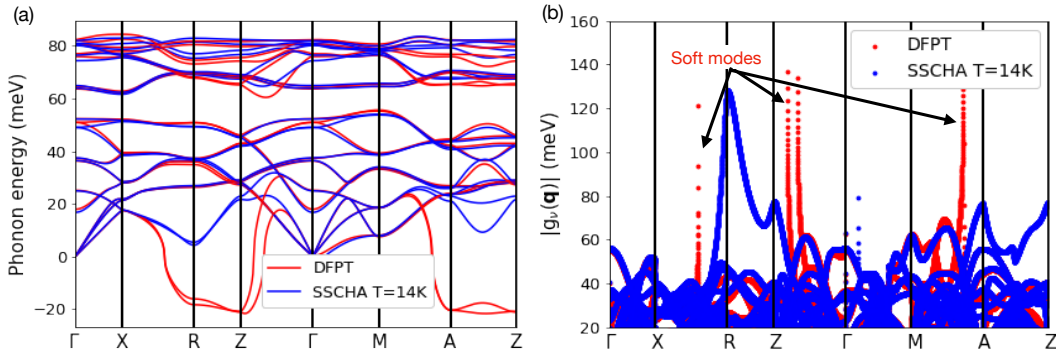 (a)
Phonon energy (meV)
80
60
40
20
0
−20
DFPT
SSCHA T=14K
Γ X R Z Γ M A Z
(b)
|gν(q)| (meV)
160
140
120
100
80
60
40
20
Soft modes
DFPT
SSCHA T=14K
Γ X R Z Γ M A Z